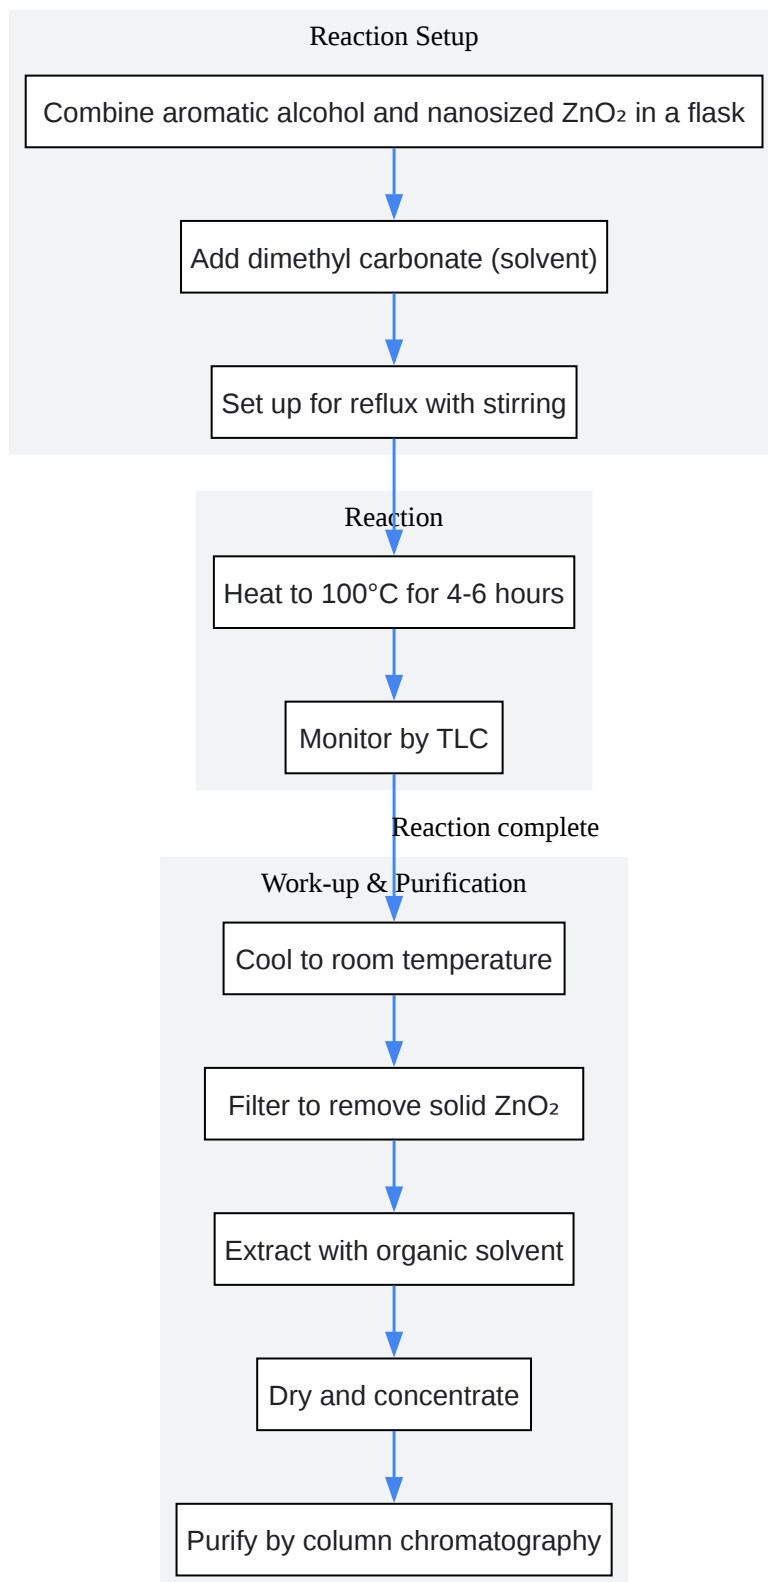 Reaction Setup
Combine aromatic alcohol and nanosized ZnO₂ in a flask
Add dimethyl carbonate (solvent)
Set up for reflux with stirring
Reaction
Heat to 100°C for 4-6 hours
Monitor by TLC
Reaction complete
Work-up & Purification
Cool to room temperature
Filter to remove solid ZnO₂
Extract with organic solvent
Dry and concentrate
Purify by column chromatography